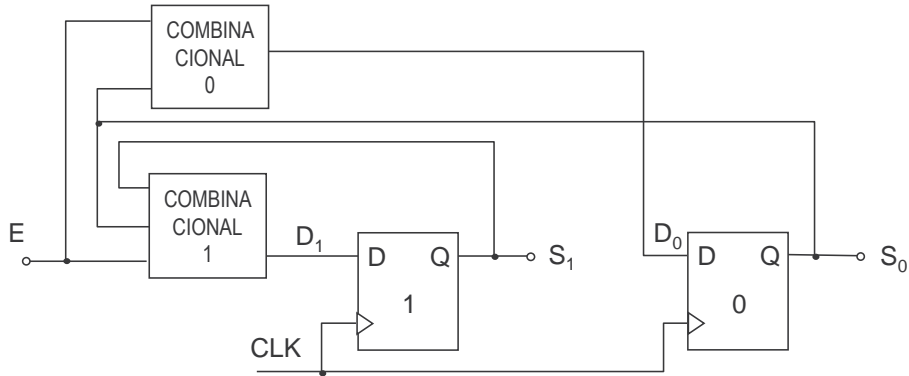 COMBINA
CIONAL
0
COMBINA
CIONAL
1
E
D₁
D Q
1
S₁
D₀
D Q
0
S₀
CLK